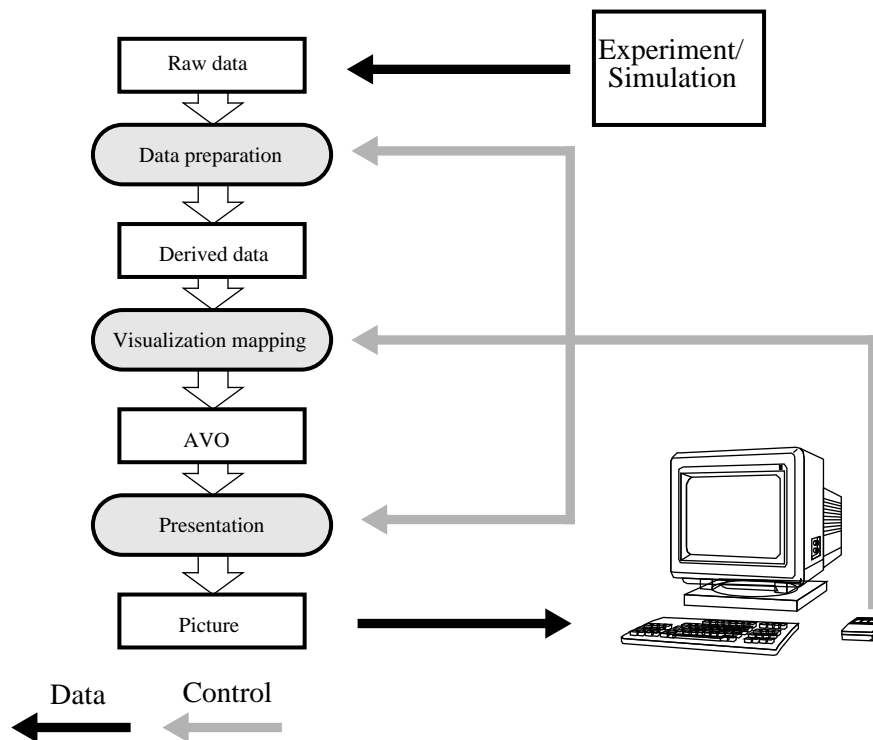 Raw data
Experiment/
Simulation
Data preparation
Derived data
Visualization mapping
AVO
Presentation
Picture
Data
Control